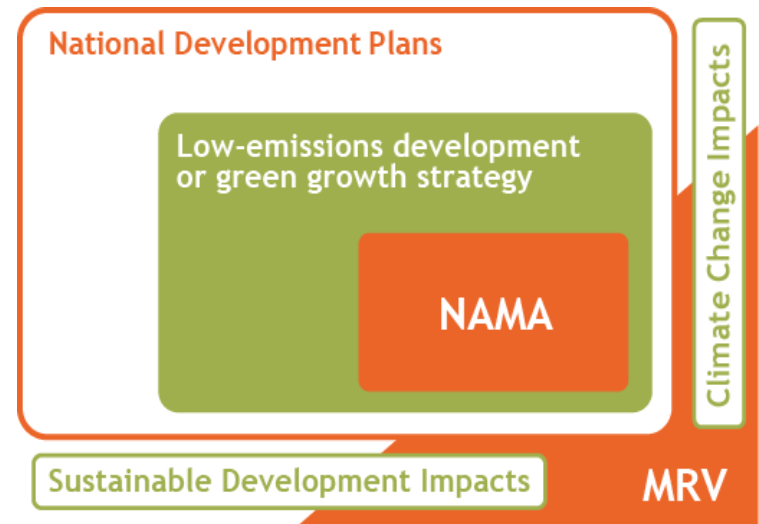 National Development Plans
Low-emissions development
or green growth strategy
NAMA
Climate Change Impacts
Sustainable Development Impacts
MRV